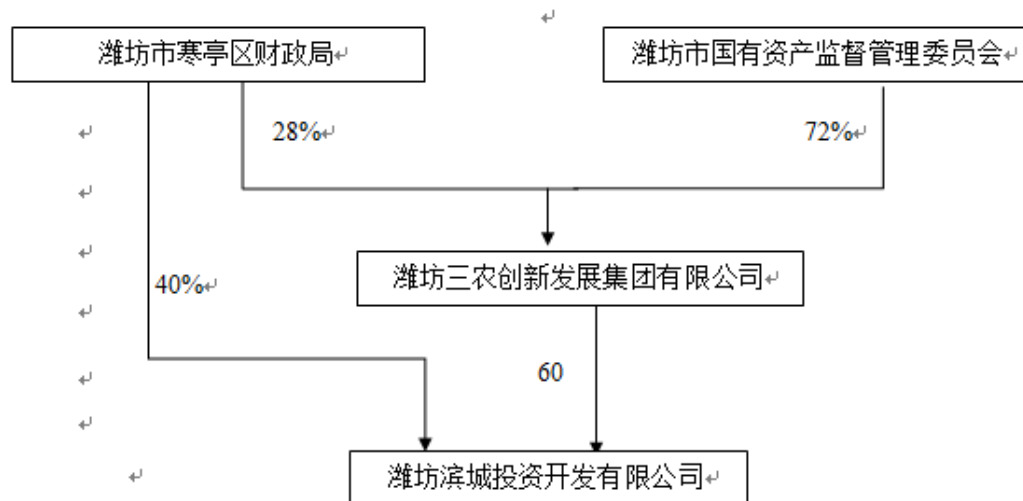 潍坊市寒亭区财政局
潍坊市国有资产监督管理委员会
28%
72%
潍坊三农创新发展集团有限公司
40%
60
潍坊滨城投资开发有限公司